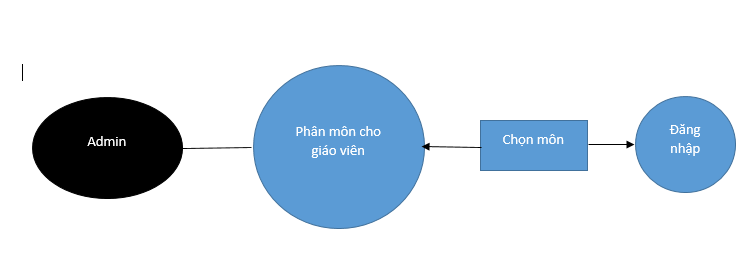 Admin
Phân môn cho
giáo viên
Chọn môn
Đăng
nhập